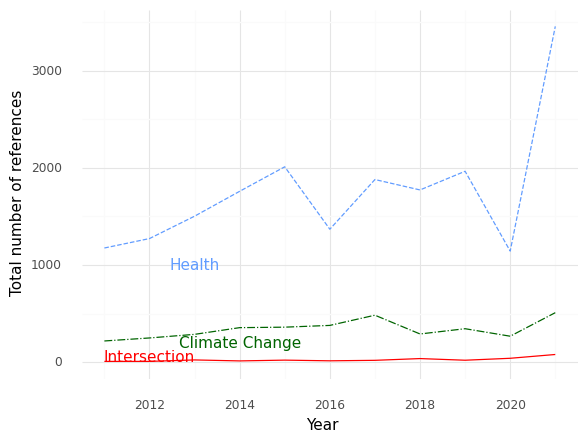 Total number of references
3000
2000
1000
0
Health
Climate Change
Intersection
2012
2014
2016
2018
2020
Year